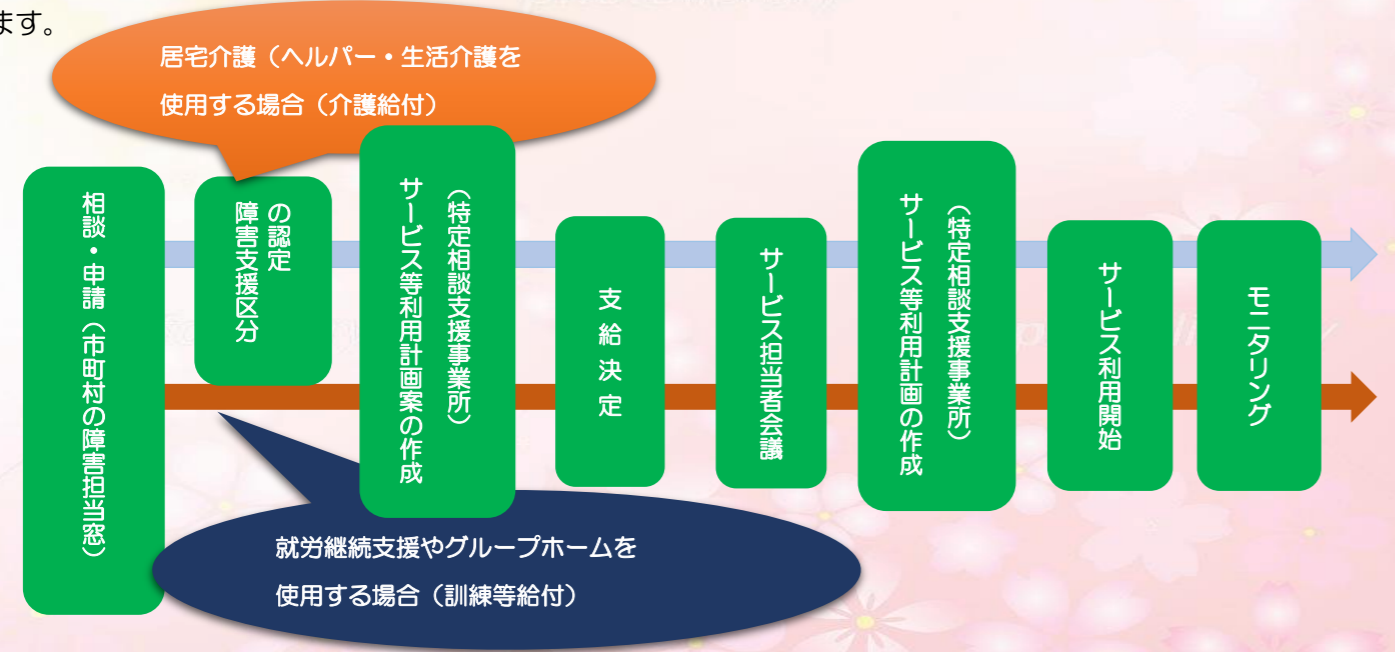 ます。
居宅介護（ヘルパー・生活介護を
使用する場合（介護給付）
相談・申請（市町村の障害担当窓）
の認定
障害支援区分
（特定相談支援事業所）
サービス等利用計画案の作成
支給決定
サービス担当者会議
（特定相談支援事業所）
サービス等利用計画の作成
サービス利用開始
モニタリング
就労継続支援やグループホームを
使用する場合（訓練等給付）